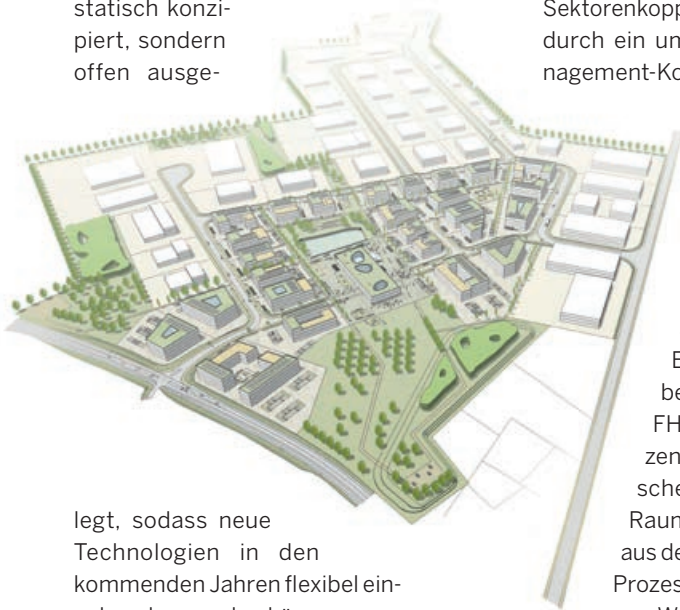 statisch konzi-
piert, sondern
offen ausge-
legt, sodass neue
Technologien in den
kommenden Jahren flexibel ein-
Sektorenkopp
durch ein un
nagement-Ko
E
be
FH
zen
sche
Raun
aus de
Prozes